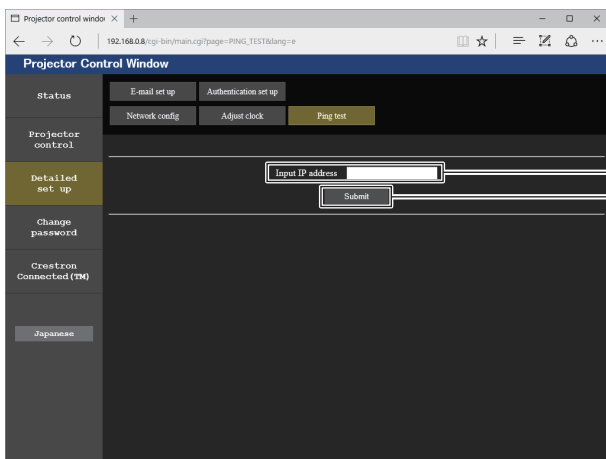 Projector control windov
192.168.0.8/cgi-bin/main.cgi?page=PING_TEST&lang=e
Projector Control Window
Status
E-mail set up
Authentication set up
Network config
Adjust clock
Ping test
Projector
control
Input IP address
Detailed
set up
Submit
Change
password
Crestron
Connected(TM)
Japanese